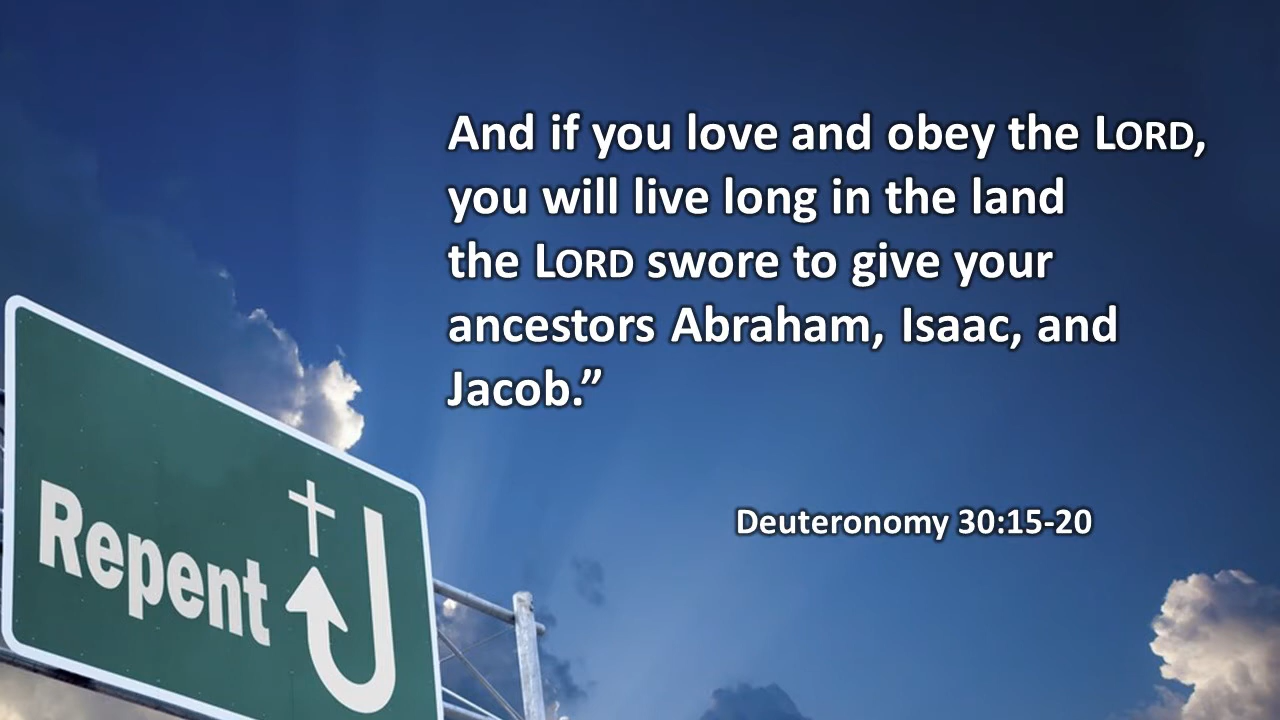 And if you love and obey the LORD,
you will live long in the land
the LORD swore to give your
ancestors Abraham, Isaac, and
Jacob.”
Deuteronomy 30:15-20
Repent